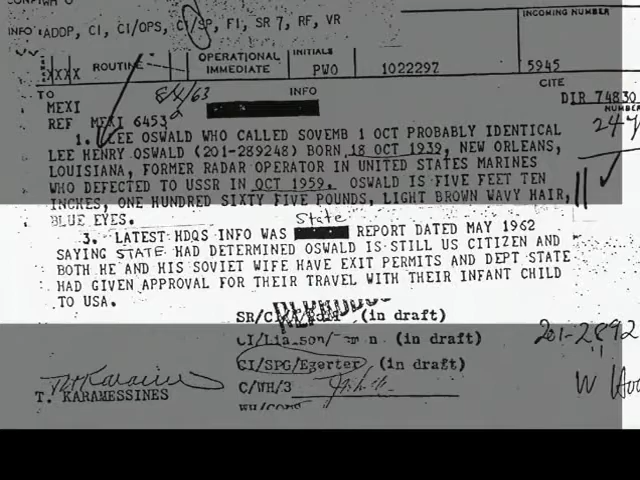 INFO ADDP, CI, CI/OPS, CI/SP, FI, SR 7, RF, VR
INCOMING NUMBER
XXXX ROUTINE
OPERATIONAL IMMEDIATE
INITIALS
PWO
102229Z
5945
TO INFO CITE
MEXI 8/4/63 DIR 74830
REF MEXI 6453
1. LEE OSWALD WHO CALLED SOVEMB 1 OCT PROBABLY IDENTICAL
LEE HENRY OSWALD (201-289248) BORN 18 OCT 1939, NEW ORLEANS,
LOUISIANA, FORMER RADAR OPERATOR IN UNITED STATES MARINES
WHO DEFECTED TO USSR IN OCT 1959. OSWALD IS FIVE FEET TEN
INCHES, ONE HUNDRED SIXTY FIVE POUNDS, LIGHT BROWN WAVY HAIR,
BLUE EYES.
State
3. LATEST HDQS INFO WAS REPORT DATED MAY 1962
SAYING STATE HAD DETERMINED OSWALD IS STILL US CITIZEN AND
BOTH HE AND HIS SOVIET WIFE HAVE EXIT PERMITS AND DEPT STATE
HAD GIVEN APPROVAL FOR THEIR TRAVEL WITH THEIR INFANT CHILD
TO USA.
(in draft)
CI/Liaison/ (in draft)
201-2892
CI/SPG/Egerter (in draft)
C/WH/3
T. KARAMESSINES